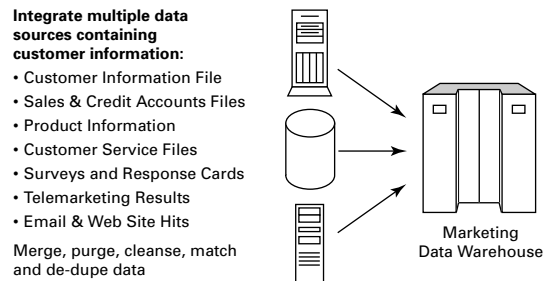 Integrate multiple data
sources containing
customer information:
• Customer Information File
• Sales & Credit Accounts Files
• Product Information
• Customer Service Files
• Surveys and Response Cards
• Telemarketing Results
• Email & Web Site Hits
Merge, purge, cleanse, match
and de-dupe data
Marketing
Data Warehouse